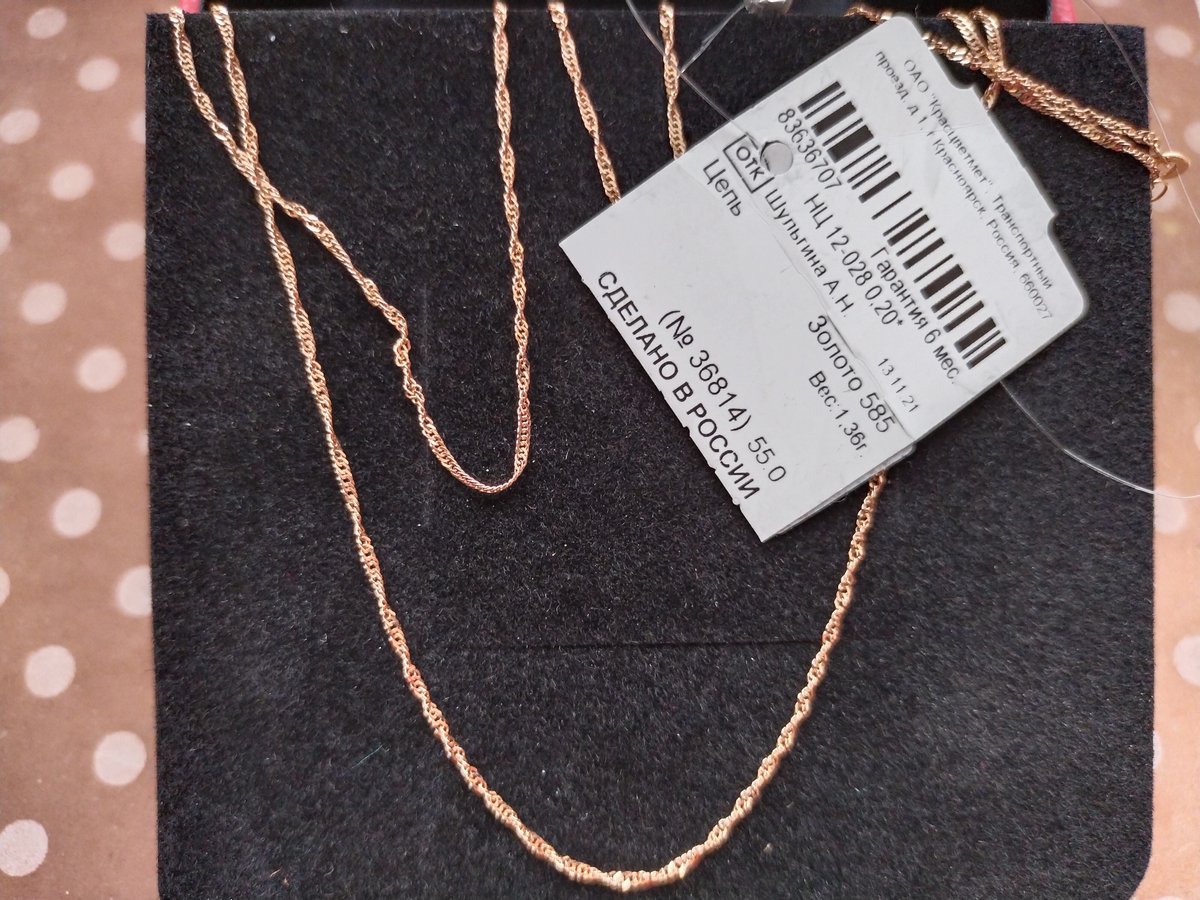 ОАО "Красцветмет", Транспортный
проезд, д 1, г Красноярск, Россия, 660027
83636707 Гарантия 6 мес.
НЦ 12-028 0,20* 13.11.21
ОТК Шульгина А.Н. Золото 585
Цепь Вес.1,36г.
(№ 36814) 55.0
СДЕЛАНО В РОССИИ